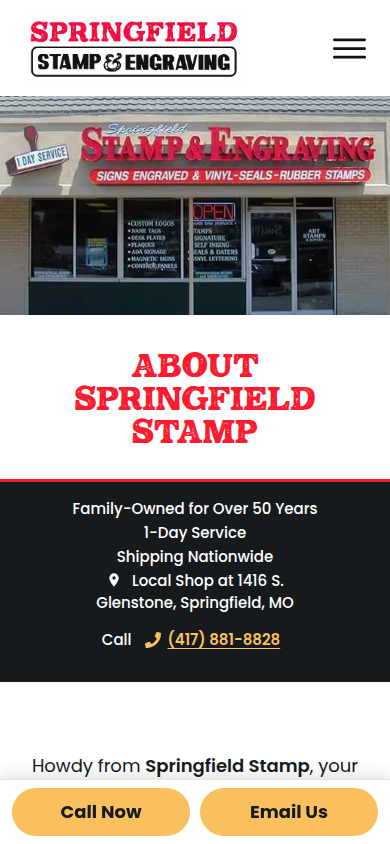 SPRINGFIELD
STAMP & ENGRAVING
1 DAY SERVICE
Springfield
STAMP & ENGRAVING
SIGNS ENGRAVED & VINYL-SEALS-RUBBER STAMPS
OPEN
•CUSTOM LOGOS
•NAME TAGS
•DESK PLATES
•PLAQUES
•ADA SIGNAGE
•MAGNETIC SIGNS
•CONTROL PANELS
STAMPS
SIGNATURE
SELF INKING
SEALS & DATERS
VINYL LETTERING
ART
STAMPS
ABOUT
SPRINGFIELD
STAMP
Family-Owned for Over 50 Years
1-Day Service
Shipping Nationwide
Local Shop at 1416 S.
Glenstone, Springfield, MO
Call (417) 881-8828
Howdy from Springfield Stamp, your
Call Now
Email Us